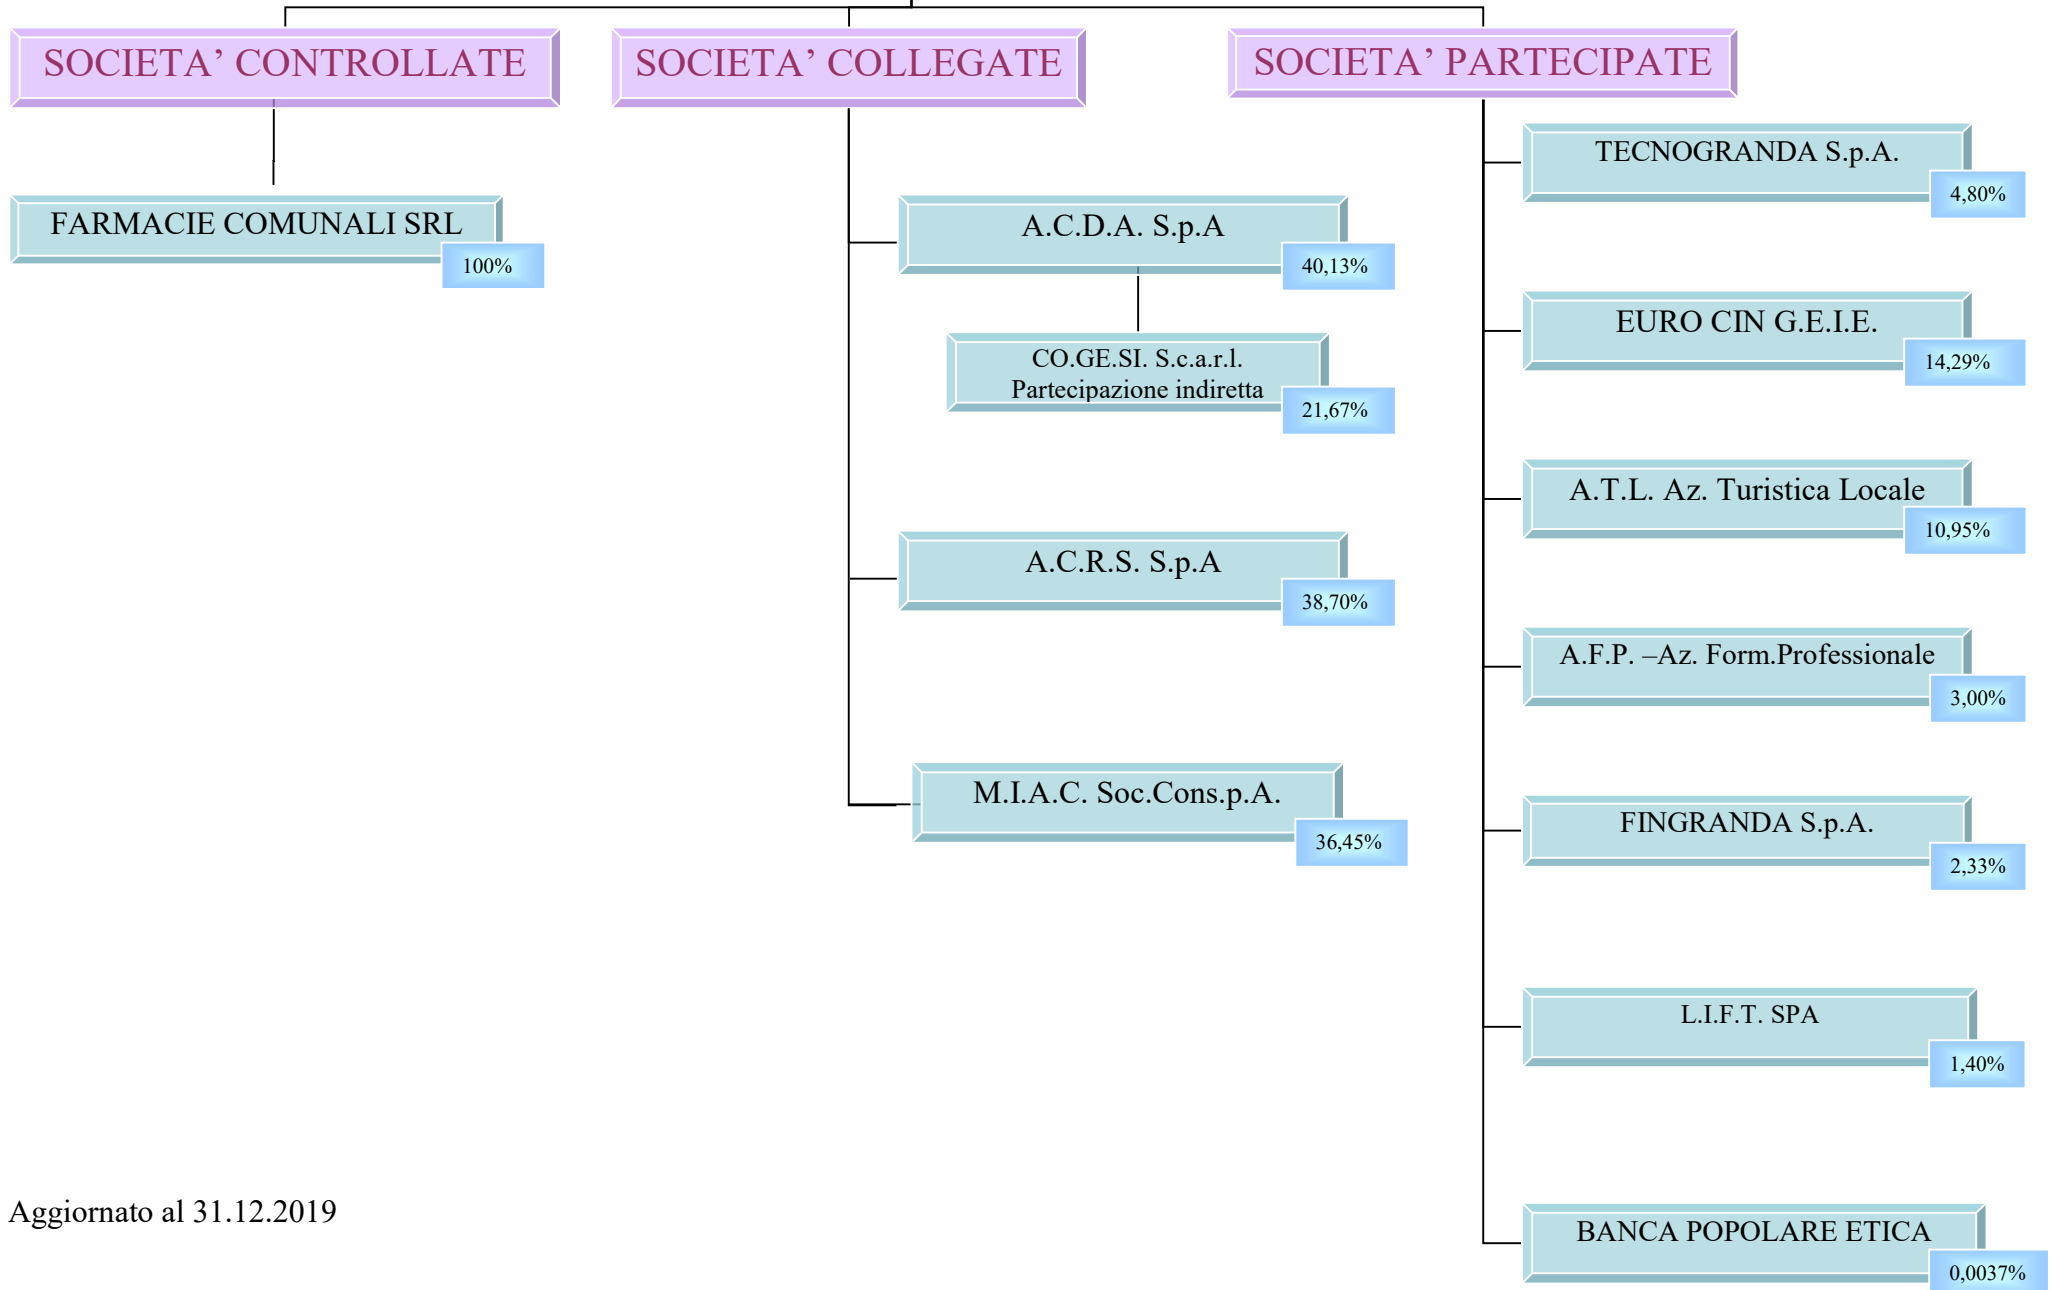 SOCIETA’ CONTROLLATE
FARMACIE COMUNALI SRL
100%
SOCIETA’ COLLEGATE
A.C.D.A. S.p.A
40,13%
CO.GE.SI. S.c.a.r.l.
Partecipazione indiretta
21,67%
A.C.R.S. S.p.A
38,70%
M.I.A.C. Soc.Cons.p.A.
36,45%
SOCIETA’ PARTECIPATE
TECNOGRANDA S.p.A.
4,80%
EURO CIN G.E.I.E.
14,29%
A.T.L. Az. Turistica Locale
10,95%
A.F.P. –Az. Form.Professionale
3,00%
FINGRANDA S.p.A.
2,33%
L.I.F.T. SPA
1,40%
BANCA POPOLARE ETICA
0,0037%
Aggiornato al 31.12.2019